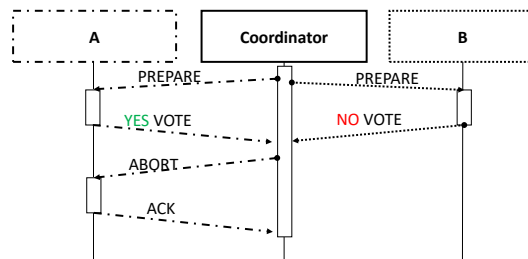 A
Coordinator
B
PREPARE
PREPARE
YES VOTE
NO VOTE
ABORT
ACK